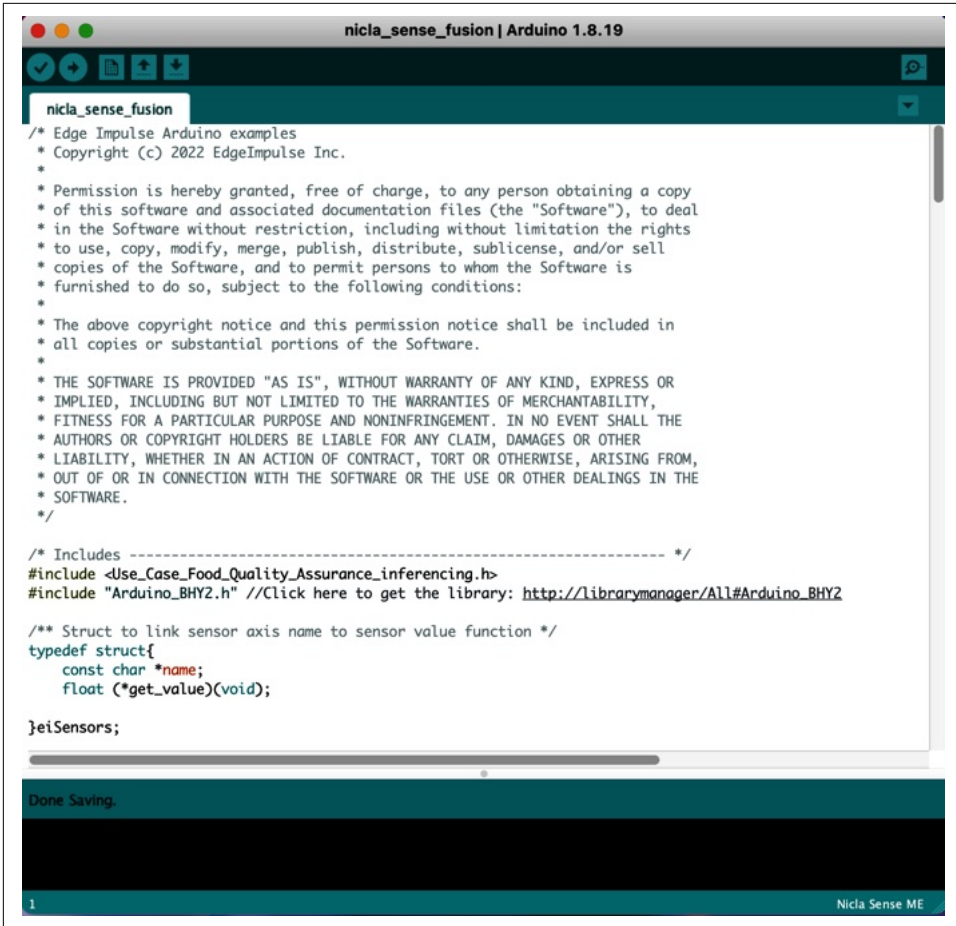 nicla_sense_fusion | Arduino 1.8.19
nicla_sense_fusion
/* Edge Impulse Arduino examples
 * Copyright (c) 2022 EdgeImpulse Inc.
 *
 * Permission is hereby granted, free of charge, to any person obtaining a copy
 * of this software and associated documentation files (the "Software"), to deal
 * in the Software without restriction, including without limitation the rights
 * to use, copy, modify, merge, publish, distribute, sublicense, and/or sell
 * copies of the Software, and to permit persons to whom the Software is
 * furnished to do so, subject to the following conditions:
 *
 * The above copyright notice and this permission notice shall be included in
 * all copies or substantial portions of the Software.
 *
 * THE SOFTWARE IS PROVIDED "AS IS", WITHOUT WARRANTY OF ANY KIND, EXPRESS OR
 * IMPLIED, INCLUDING BUT NOT LIMITED TO THE WARRANTIES OF MERCHANTABILITY,
 * FITNESS FOR A PARTICULAR PURPOSE AND NONINFRINGEMENT. IN NO EVENT SHALL THE
 * AUTHORS OR COPYRIGHT HOLDERS BE LIABLE FOR ANY CLAIM, DAMAGES OR OTHER
 * LIABILITY, WHETHER IN AN ACTION OF CONTRACT, TORT OR OTHERWISE, ARISING FROM,
 * OUT OF OR IN CONNECTION WITH THE SOFTWARE OR THE USE OR OTHER DEALINGS IN THE
 * SOFTWARE.
 */
/* Includes ---------------------------------------------------------------- */
#include <Use_Case_Food_Quality_Assurance_inferencing.h>
#include "Arduino_BHY2.h" //Click here to get the library: http://librarymanager/All#Arduino_BHY2
/** Struct to link sensor axis name to sensor value function */
typedef struct{
    const char *name;
    float (*get_value)(void);
}eiSensors;
Done Saving.
1
Nicla Sense ME